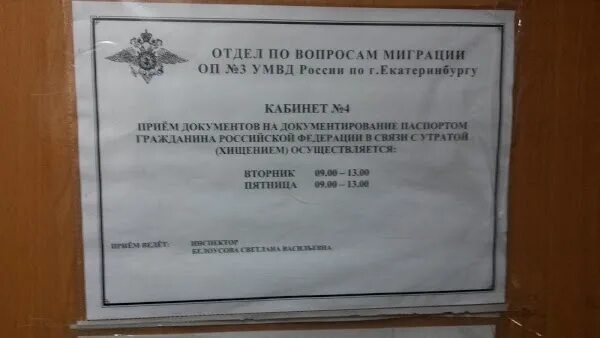 ОТДЕЛ ПО ВОПРОСАМ МИГРАЦИИ
ОП №3 УМВД России по г.Екатеринбургу
КАБИНЕТ №4
ПРИЁМ ДОКУМЕНТОВ НА ДОКУМЕНТИРОВАНИЕ ПАСПОРТОМ
ГРАЖДАНИНА РОССИЙСКОЙ ФЕДЕРАЦИИ В СВЯЗИ С УТРАТОЙ
(ХИЩЕНИЕМ) ОСУЩЕСТВЛЯЕТСЯ:
ВТОРНИК 09.00 – 13.00
ПЯТНИЦА 09.00 – 13.00
ПРИЁМ ВЕДЁТ: ИНСПЕКТОР
БЕЛОУСОВА СВЕТЛАНА ВАСИЛЬЕВНА